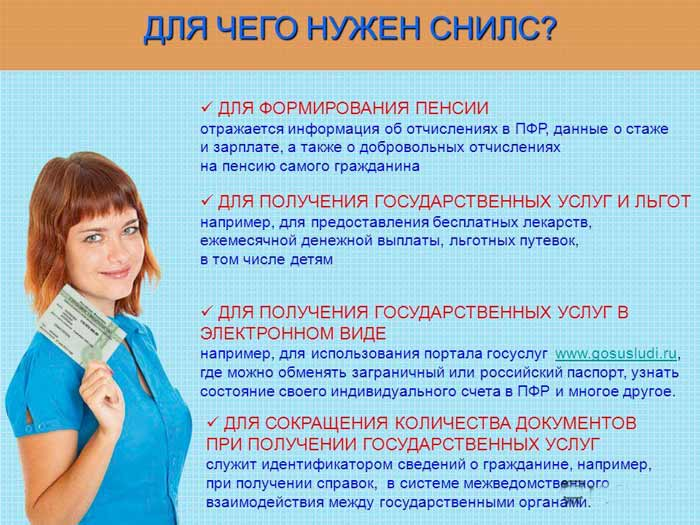 ДЛЯ ЧЕГО НУЖЕН СНИЛС?
✓ ДЛЯ ФОРМИРОВАНИЯ ПЕНСИИ
отражается информация об отчислениях в ПФР, данные о стаже
и зарплате, а также о добровольных отчислениях
на пенсию самого гражданина
✓ ДЛЯ ПОЛУЧЕНИЯ ГОСУДАРСТВЕННЫХ УСЛУГ И ЛЬГОТ
например, для предоставления бесплатных лекарств,
ежемесячной денежной выплаты, льготных путевок,
в том числе детям
✓ ДЛЯ ПОЛУЧЕНИЯ ГОСУДАРСТВЕННЫХ УСЛУГ В
ЭЛЕКТРОННОМ ВИДЕ
например, для использования портала госуслуг www.gosusludi.ru,
где можно обменять заграничный или российский паспорт, узнать
состояние своего индивидуального счета в ПФР и многое другое.
✓ ДЛЯ СОКРАЩЕНИЯ КОЛИЧЕСТВА ДОКУМЕНТОВ
ПРИ ПОЛУЧЕНИИ ГОСУДАРСТВЕННЫХ УСЛУГ
служит идентификатором сведений о гражданине, например,
при получении справок, в системе межведомственного
взаимодействия между государственными органами.